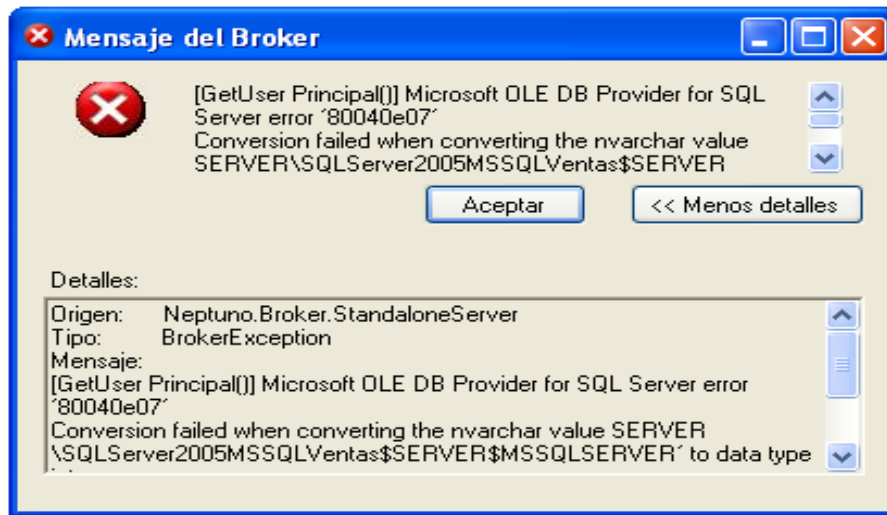 Mensaje del Broker
[GetUser Principal()] Microsoft OLE DB Provider for SQL
Server error ´80040e07´
Conversion failed when converting the nvarchar value
SERVER\SQLServer2005MSSQLVentas$SERVER
Aceptar
<< Menos detalles
Detalles:
Origen: Neptuno.Broker.StandaloneServer
Tipo: BrokerException
Mensaje:
[GetUser Principal()] Microsoft OLE DB Provider for SQL Server error
´80040e07´
Conversion failed when converting the nvarchar value SERVER
\SQLServer2005MSSQLVentas$SERVER$MSSQLSERVER´ to data type